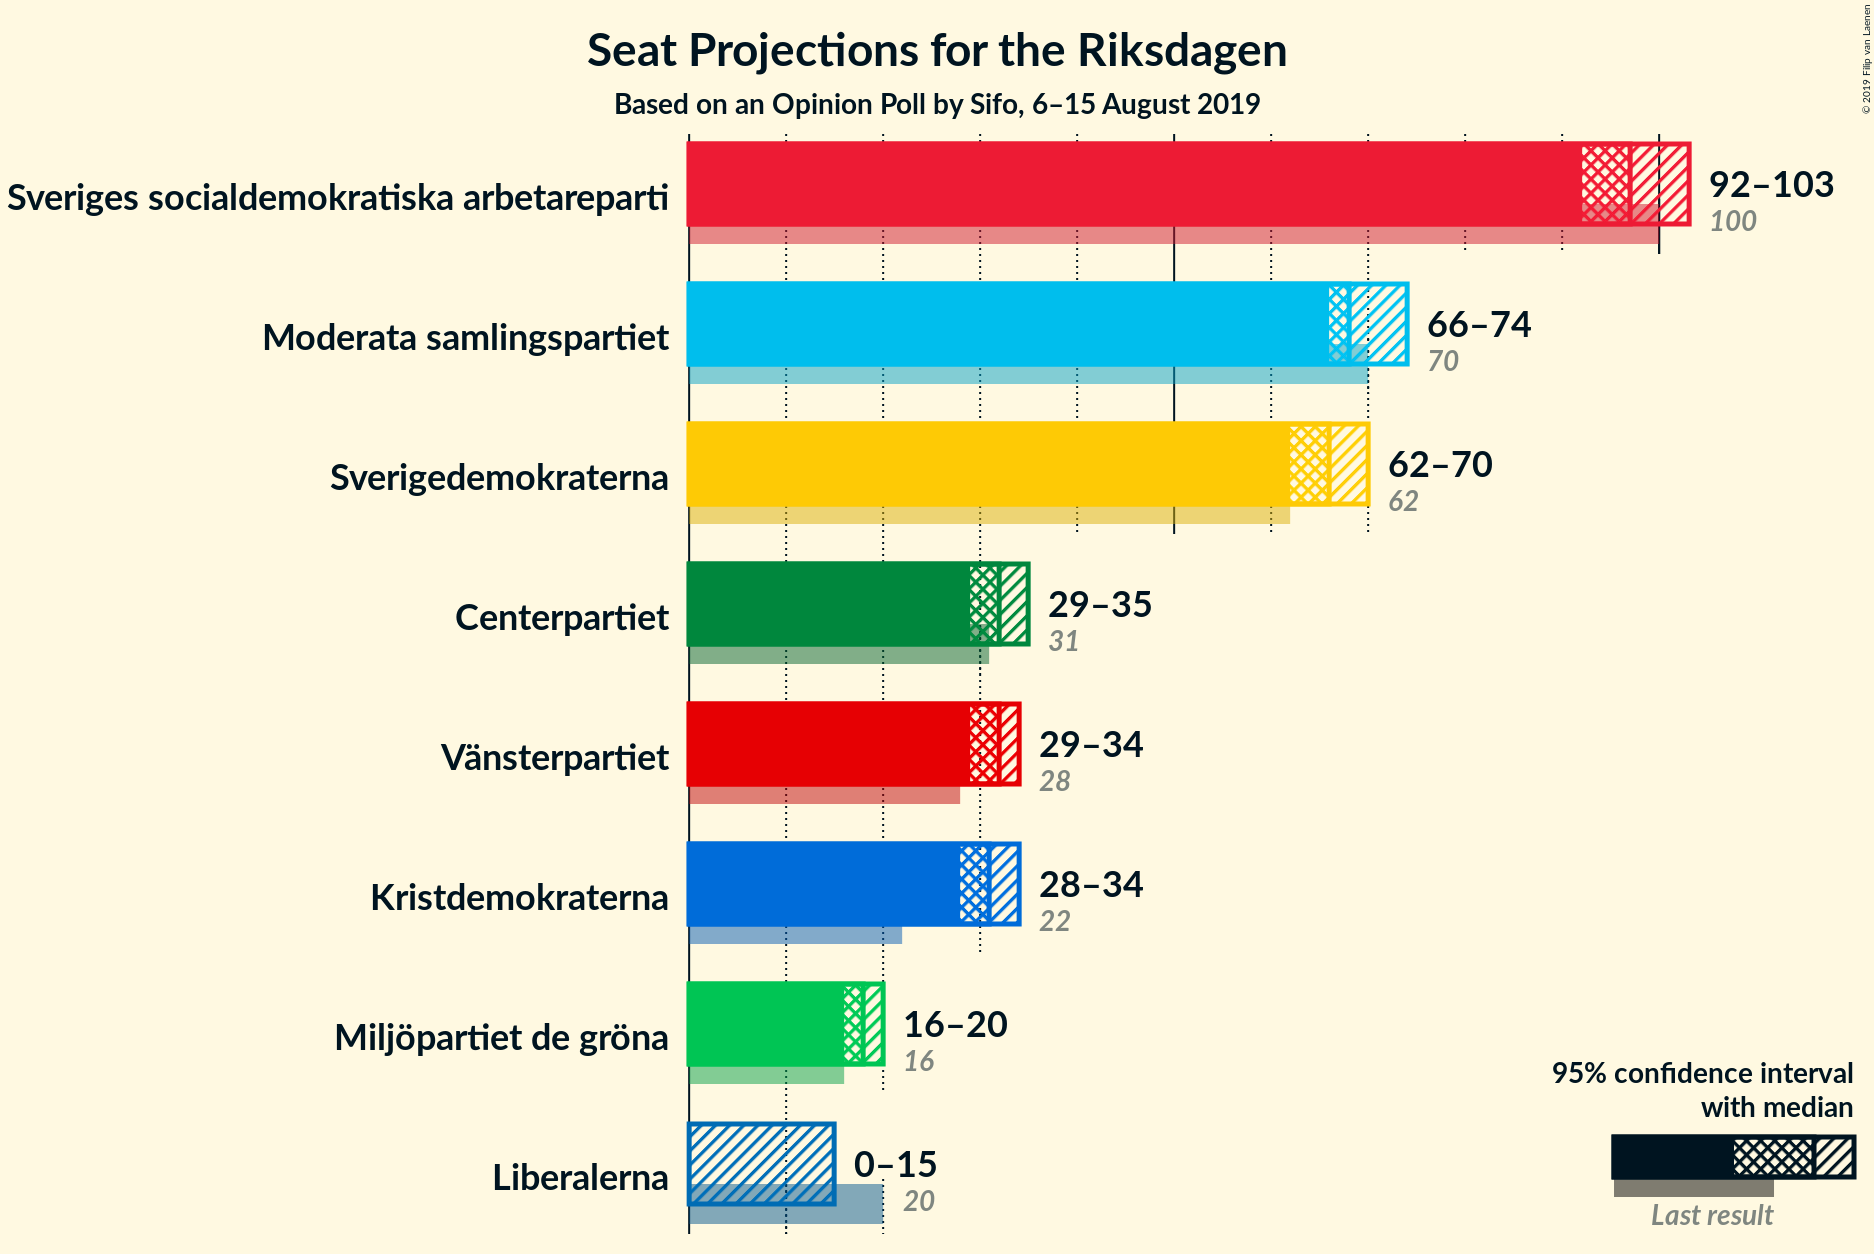 Seat Projections for the Riksdagen
Based on an Opinion Poll by Sifo, 6–15 August 2019
© 2019 Filip van Laenen
Sveriges socialdemokratiska arbetareparti
92–103
100
Moderata samlingspartiet
66–74
70
Sverigedemokraterna
62–70
62
Centerpartiet
29–35
31
Vänsterpartiet
29–34
28
Kristdemokraterna
28–34
22
Miljöpartiet de gröna
16–20
16
Liberalerna
0–15
20
95% confidence interval
with median
Last result